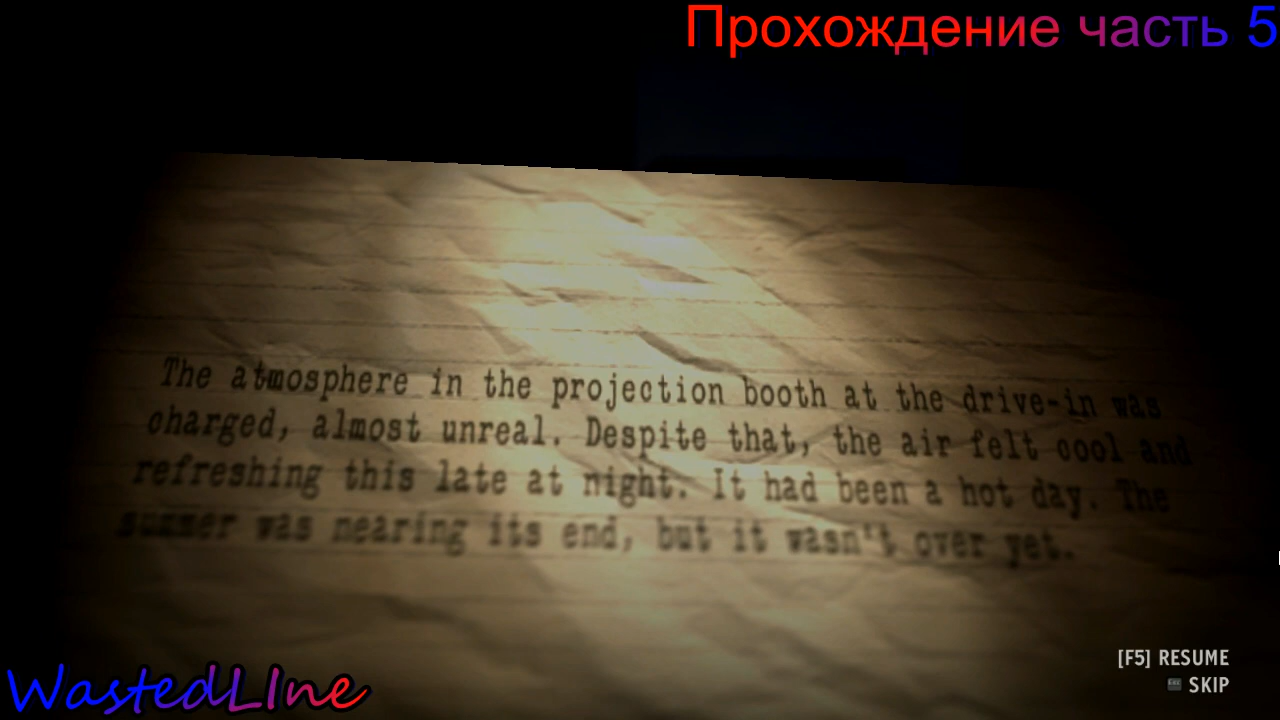 Прохождение часть 5
The atmosphere in the projection booth at the drive-in was
charged, almost unreal. Despite that, the air felt cool and
refreshing this late at night. It had been a hot day. The
summer was nearing its end, but it wasn't over yet.
[F5] RESUME
SKIP
WastedLIne